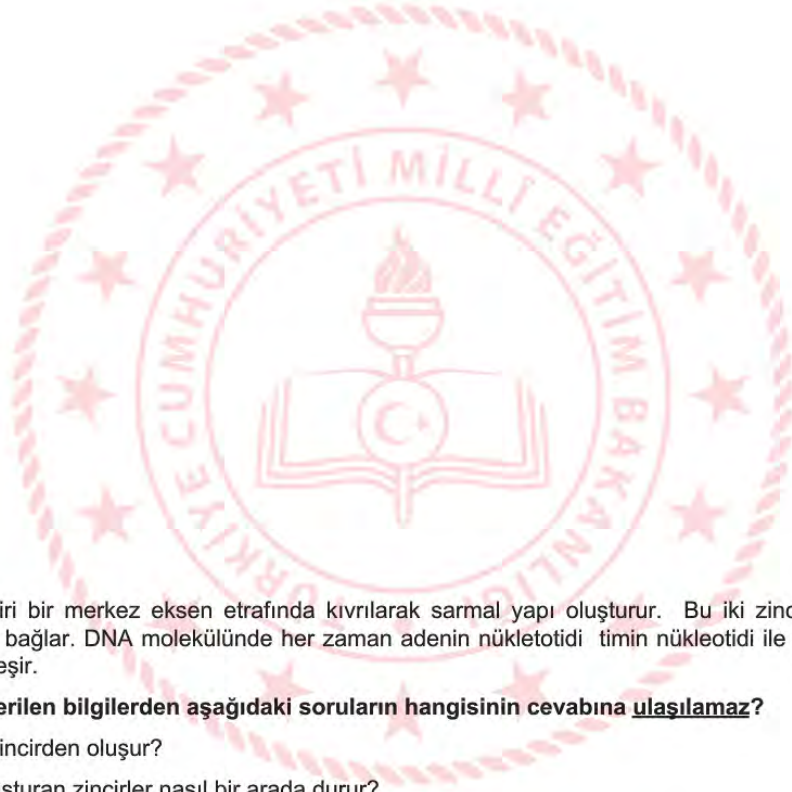 TÜRKİYE CUMHURİYETİ MİLLÎ EĞİTİM BAKANLIĞI
iri bir merkez eksen etrafında kıvrılarak sarmal yapı oluşturur. Bu iki zinc
bağlar. DNA molekülünde her zaman adenin nükletotidi timin nükleotidi ile
eşir.
erilen bilgilerden aşağıdaki soruların hangisinin cevabına ulaşılamaz?
incirden oluşur?
şturan zincirler nasıl bir arada durur?